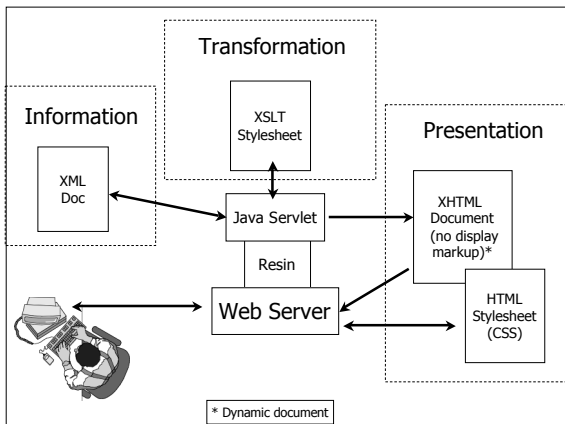 Transformation
XSLT
Stylesheet
Information
XML
Doc
Presentation
XHTML
Document
(no display
markup)*
Java Servlet
Resin
Web Server
HTML
Stylesheet
(CSS)
* Dynamic document